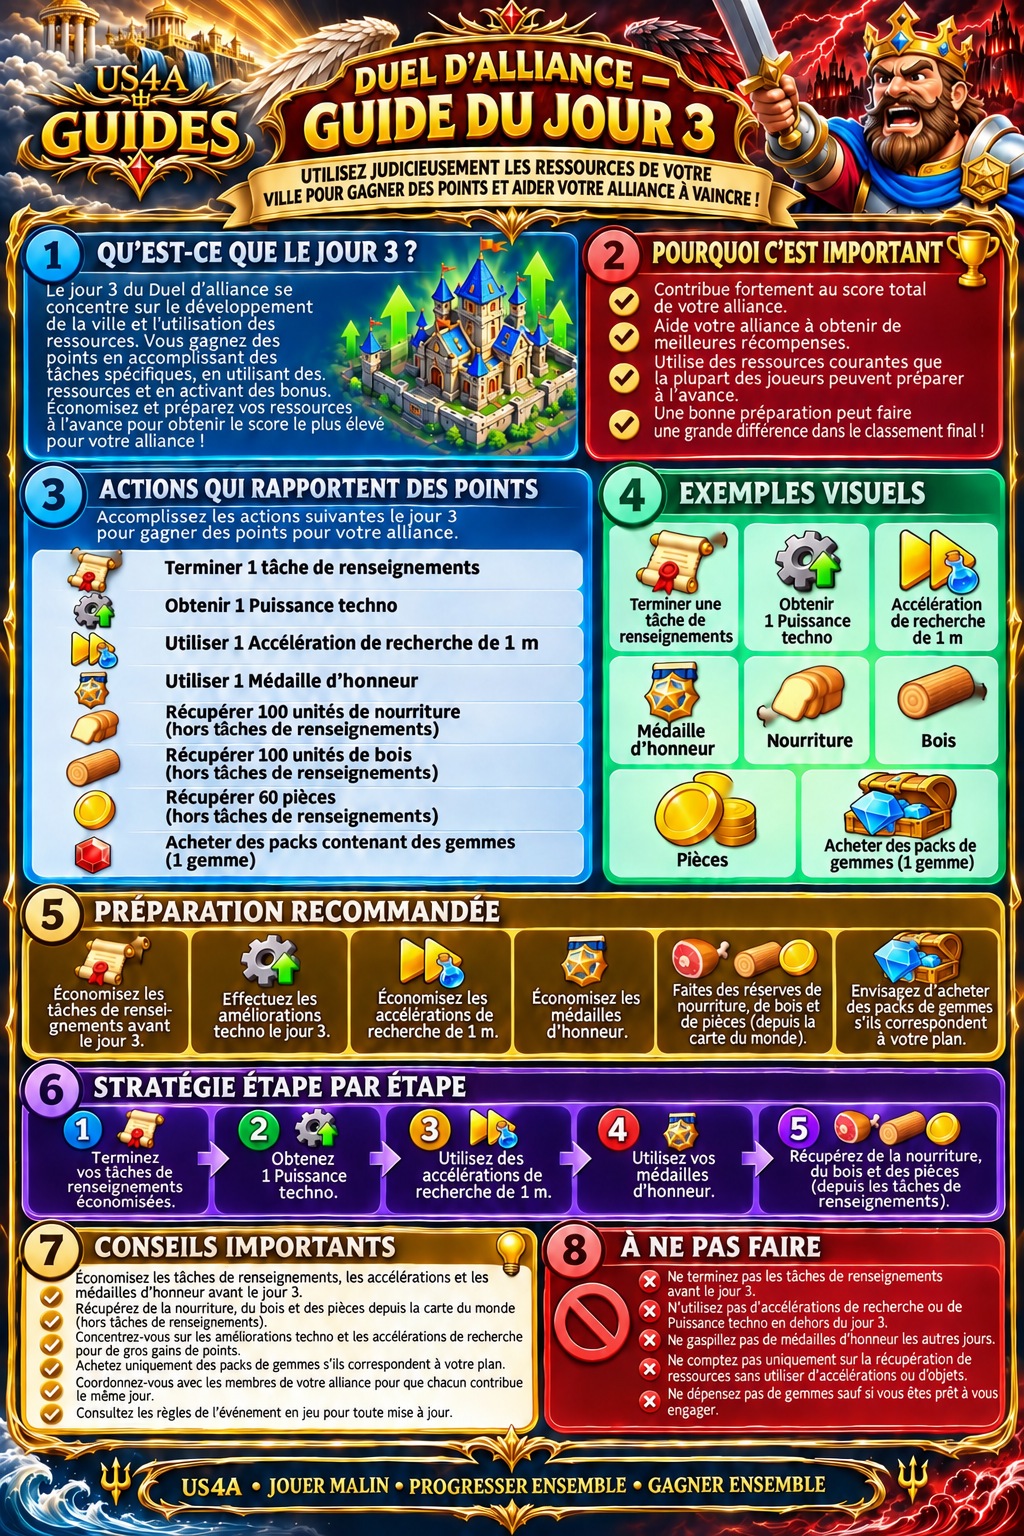 US4A
GUIDES
DUEL D'ALLIANCE –
GUIDE DU JOUR 3
UTILISEZ JUDICIEUSEMENT LES RESSOURCES DE VOTRE
VILLE POUR GAGNER DES POINTS ET AIDER VOTRE ALLIANCE À VAINCRE !
1 QU'EST-CE QUE LE JOUR 3 ?
Le jour 3 du Duel d'alliance se
concentre sur le développement
de la ville et l'utilisation des
ressources. Vous gagnez des
points en accomplissant des
tâches spécifiques, en utilisant des.
ressources et en activant des bonus.
Économisez et préparez vos ressources
à l'avance pour obtenir le score le plus élevé
pour votre alliance !
2 POURQUOI C'EST IMPORTANT
Contribue fortement au score total
de votre alliance.
Aide votre alliance à obtenir de
meilleures récompenses.
Utilise des ressources courantes que
la plupart des joueurs peuvent préparer
à l'avance.
Une bonne préparation peut faire
une grande différence dans le classement final !
3 ACTIONS QUI RAPPORTENT DES POINTS
Accomplissez les actions suivantes le jour 3
pour gagner des points pour votre alliance.
Terminer 1 tâche de renseignements
Obtenir 1 Puissance techno
Utiliser 1 Accélération de recherche de 1 m
Utiliser 1 Médaille d'honneur
Récupérer 100 unités de nourriture
(hors tâches de renseignements)
Récupérer 100 unités de bois
(hors tâches de renseignements)
Récupérer 60 pièces
(hors tâches de renseignements)
Acheter des packs contenant des gemmes
(1 gemme)
4 EXEMPLES VISUELS
Terminer une
tâche de
renseignements
Obtenir
1 Puissance
techno
Accélération
de recherche
de 1 m
Médaille
d'honneur
Nourriture
Bois
Pièces
Acheter des packs de
gemmes (1 gemme)
5 PRÉPARATION RECOMMANDÉE
Économisez les
tâches de rensei-
gnements avant
le jour 3.
Effectuez les
améliorations
techno le jour 3.
Économisez les
accélérations de
recherche de 1 m.
Économisez les
médailles
d'honneur.
Faites des réserves de
nourriture, de bois et
de pièces (depuis la
carte du monde).
Envisagez d'acheter
des packs de gemmes
s'ils correspondent
à votre plan.
6 STRATÉGIE ÉTAPE PAR ÉTAPE
1
Terminez
vos tâches de
renseignements
économisées.
2
Obtenez
1 Puissance
techno.
3
Utilisez des
accélérations de
recherche de 1 m.
4
Utilisez vos
médailles
d'honneur.
5
Récupérez de la nourriture,
du bois et des pièces
(depuis les tâches de
renseignements).
7 CONSEILS IMPORTANTS
Économisez les tâches de renseignements, les accélérations et les
médailles d'honneur avant le jour 3.
Récupérez de la nourriture, du bois et des pièces depuis la carte du monde
(hors tâches de renseignements).
Concentrez-vous sur les améliorations techno et les accélérations de recherche
pour de gros gains de points.
Achetez uniquement des packs de gemmes s'ils correspondent à votre plan.
Coordonnez-vous avec les membres de votre alliance pour que chacun contribue
le même jour.
Consultez les règles de l'événement en jeu pour toute mise à jour.
8 À NE PAS FAIRE
Ne terminez pas les tâches de renseignements
avant le jour 3.
N'utilisez pas d'accélérations de recherche ou de
Puissance techno en dehors du jour 3.
Ne gaspillez pas de médailles d'honneur les autres jours.
Ne comptez pas uniquement sur la récupération de
ressources sans utiliser d'accélérations ou d'objets.
Ne dépensez pas de gemmes sauf si vous êtes prêt à vous
engager.
US4A • JOUER MALIN • PROGRESSER ENSEMBLE • GAGNER ENSEMBLE